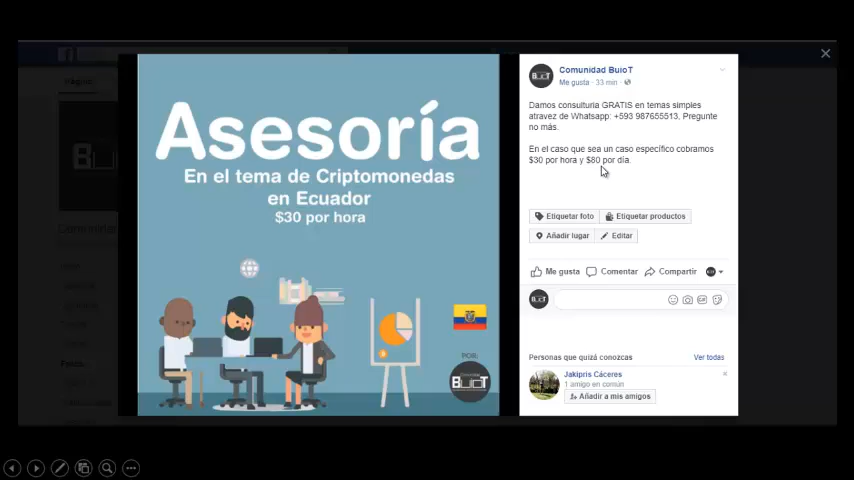 Asesoría
En el tema de Criptomonedas
en Ecuador
$30 por hora
POR:
BUIOT
Comunidad BuioT
Me gusta · 33 min ·
Damos consulturia GRATIS en temas simples
atravez de Whatsapp: +593 987655513, Pregunte
no más.
En el caso que sea un caso específico cobramos
$30 por hora y $80 por día.
Etiquetar foto
Etiquetar productos
Añadir lugar
Editar
Me gusta
Comentar
Compartir
Personas que quizá conozcas
Ver todas
Jakipris Cáceres
1 amigo en común
Añadir a mis amigos